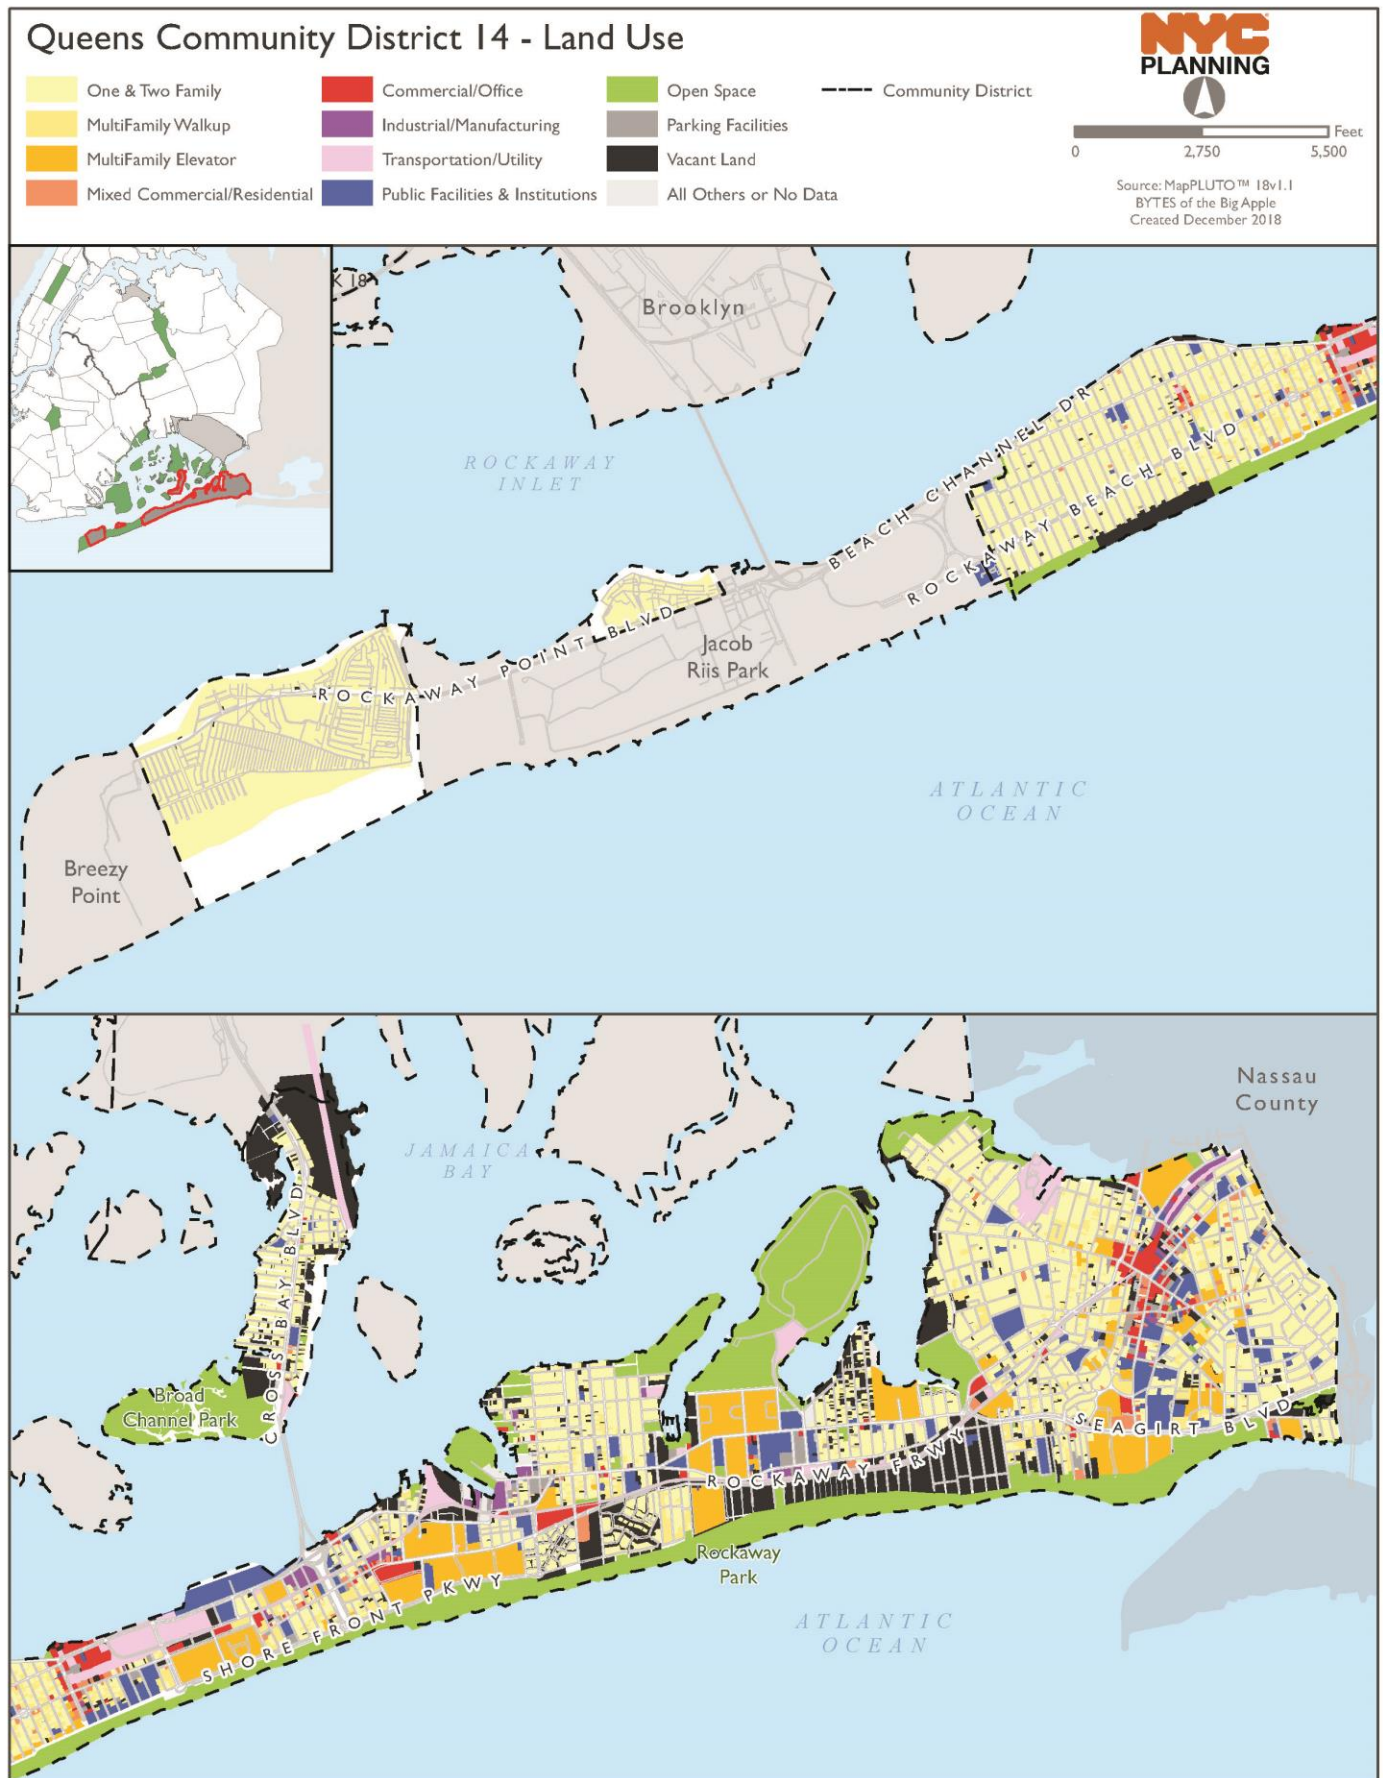 Queens Community District 14 - Land Use
One & Two Family
MultiFamily Walkup
MultiFamily Elevator
Mixed Commercial/Residential
Commercial/Office
Industrial/Manufacturing
Transportation/Utility
Public Facilities & Institutions
Open Space
Parking Facilities
Vacant Land
All Others or No Data
Community District
NYC
PLANNING
Feet
0 2,750 5,500
Source: MapPLUTO™ 18v1.1
BYTES of the Big Apple
Created December 2018
K 18
Brooklyn
ROCKAWAY
INLET
BEACH CHANNEL DR
ROCKAWAY BEACH BLVD
ROCKAWAY POINT BLVD
Jacob
Riis Park
ATLANTIC
OCEAN
Breezy
Point
Nassau
County
JAMAICA
BAY
CROSS BAY BLVD
Broad
Channel Park
SEAGIRT BLVD
ROCKAWAY FRWY
Rockaway
Park
SHORE FRONT PKWY
ATLANTIC
OCEAN